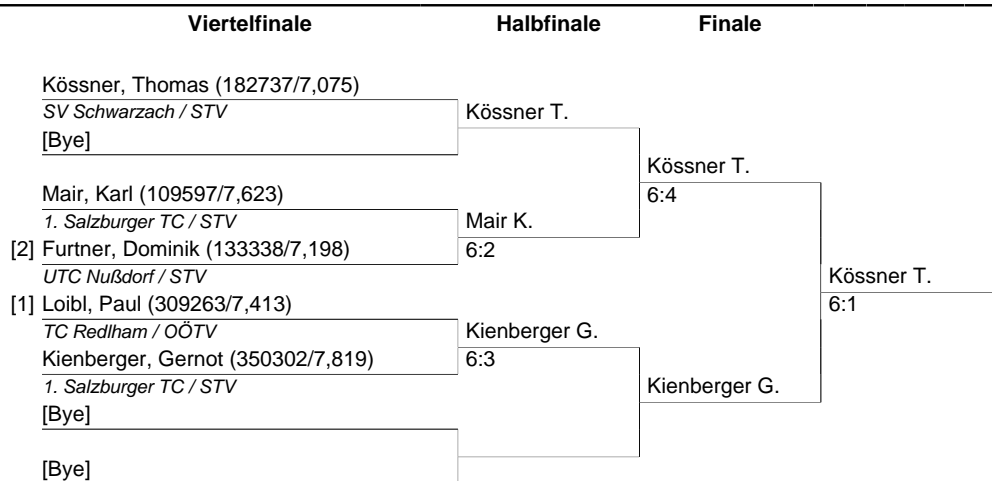 Viertelfinale Halbfinale Finale
Kössner, Thomas (182737/7,075)
SV Schwarzach / STV
Kössner T.
[Bye]
Kössner T.
Mair, Karl (109597/7,623)
6:4
1. Salzburger TC / STV
Mair K.
[2] Furtner, Dominik (133338/7,198)
6:2
UTC Nußdorf / STV
Kössner T.
[1] Loibl, Paul (309263/7,413)
6:1
TC Redlham / OÖTV
Kienberger G.
Kienberger, Gernot (350302/7,819)
6:3
1. Salzburger TC / STV
Kienberger G.
[Bye]
[Bye]